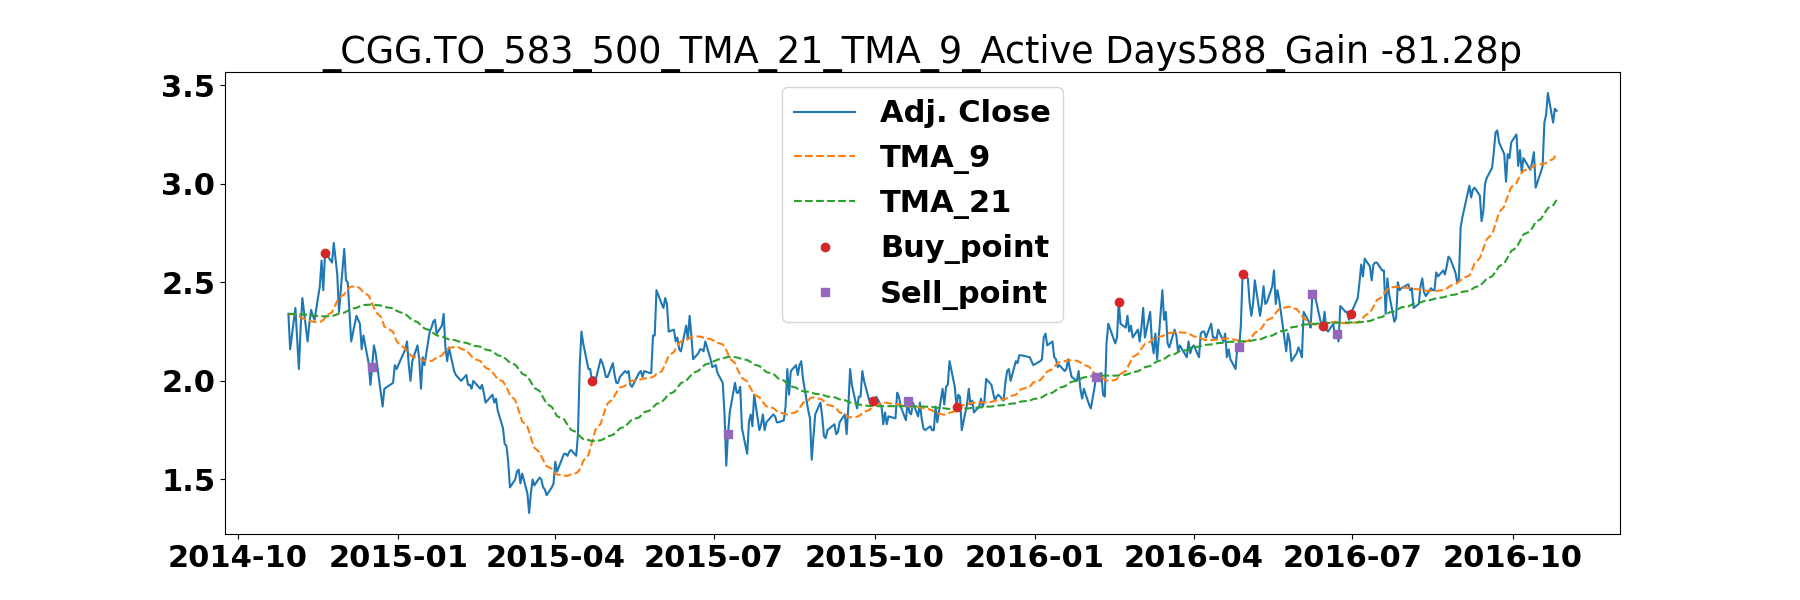 _CGG.TO_583_500_TMA_21_TMA_9_Active Days588_Gain -81.28p
3.5
3.0
2.5
2.0
1.5
Adj. Close
TMA_9
TMA_21
Buy_point
Sell_point
2014-10 2015-01 2015-04 2015-07 2015-10 2016-01 2016-04 2016-07 2016-10